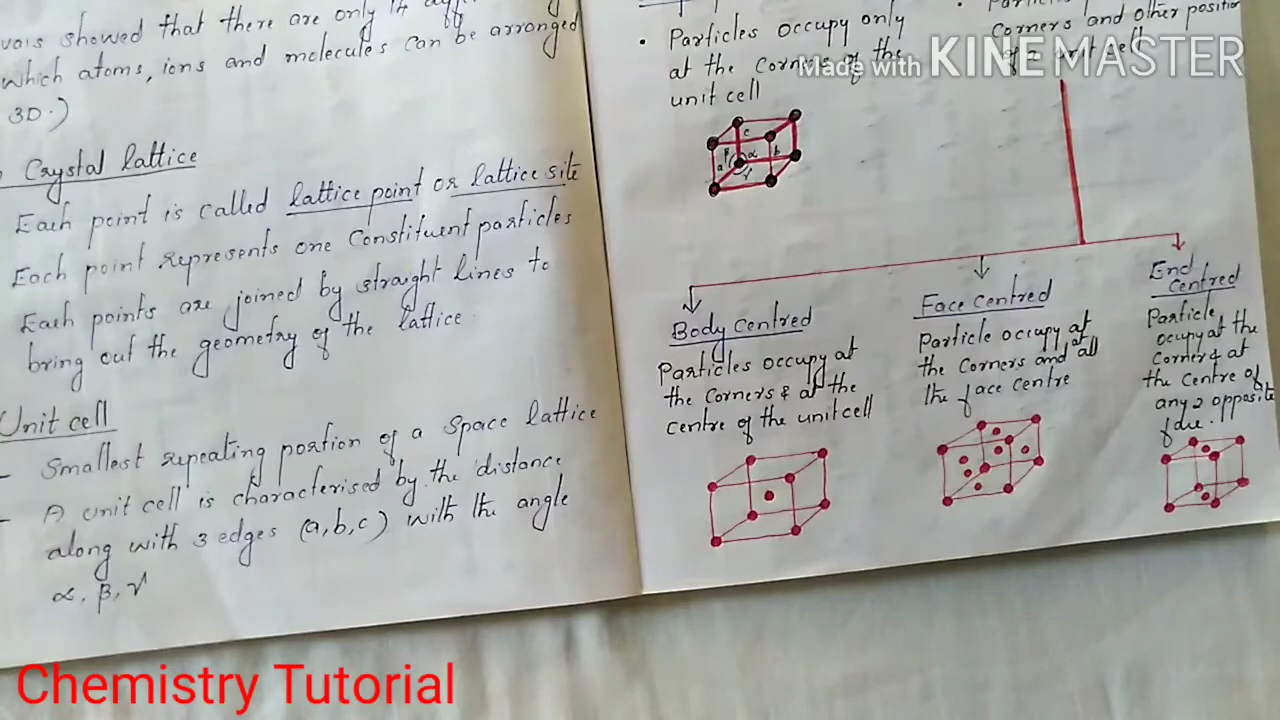 vais showed that there are only 14
which atoms, ions and molecules can be arranged
3D.)
Crystal lattice
Each point is called lattice point or lattice site
Each point represents one constituent particles
Each points are joined by straight lines to
bring out the geometry of the lattice.
Unit cell
- Smallest repeating portion of a space lattice
- A unit cell is characterised by the distance
along with 3 edges (a,b,c) with the angle
α, β, γ
• Particles occupy only
at the corners of the
unit cell
c
β α b
a γ
•
corners and other position
unit cell
Made with KINEMASTER
Body Centred
Particles occupy at
the corners & at the
centre of the unit cell
Face Centred
Particle occupy at
the corners and at all
the face centre
End
Centred
Particle
ocupy at the
corner & at
the centre of
any 2 opposite
Chemistry Tutorial